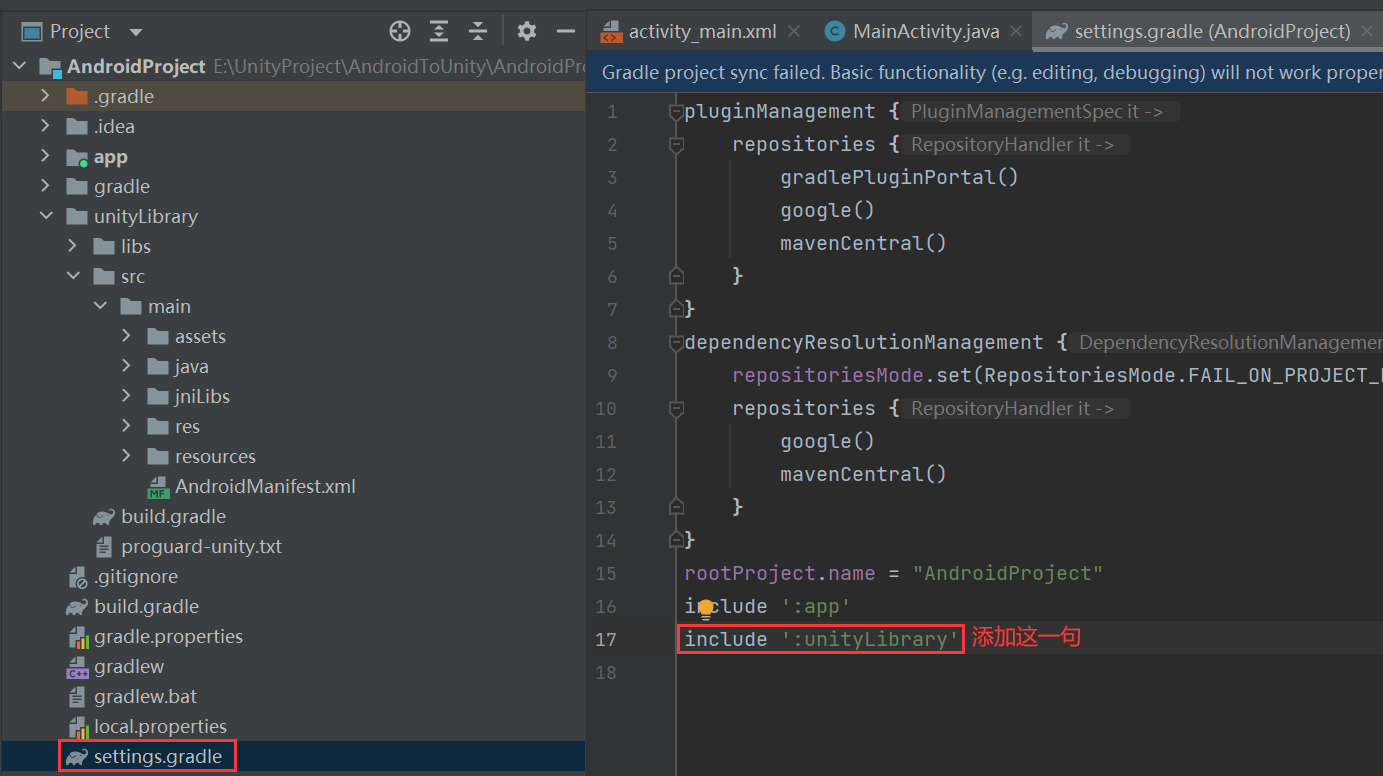 Project
activity_main.xml
MainActivity.java
settings.gradle (AndroidProject)
AndroidProject E:\UnityProject\AndroidToUnity\AndroidPr
Gradle project sync failed. Basic functionality (e.g. editing, debugging) will not work proper
.gradle
.idea
app
gradle
unityLibrary
libs
src
main
assets
java
jniLibs
res
resources
MF AndroidManifest.xml
build.gradle
proguard-unity.txt
.gitignore
build.gradle
gradle.properties
C++ gradlew
gradlew.bat
local.properties
settings.gradle
1 pluginManagement { PluginManagementSpec it ->
2 repositories { RepositoryHandler it ->
3 gradlePluginPortal()
4 google()
5 mavenCentral()
6 }
7 }
8 dependencyResolutionManagement { DependencyResolutionManagemen
9 repositoriesMode.set(RepositoriesMode.FAIL_ON_PROJECT_
10 repositories { RepositoryHandler it ->
11 google()
12 mavenCentral()
13 }
14 }
15 rootProject.name = "AndroidProject"
16 include ':app'
17 include ':unityLibrary' 添加这一句
18